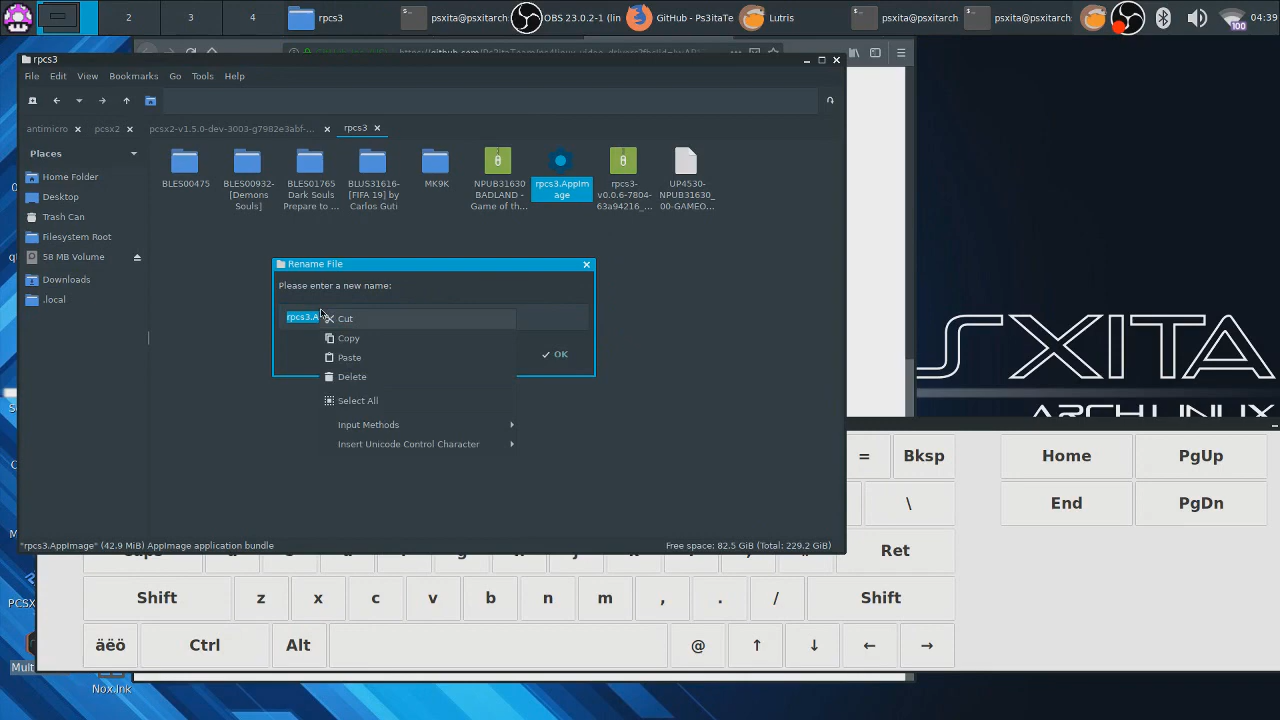 2
3
4
rpcs3
psxita@psxitarch
OBS 23.0.2-1 (lin
GitHub - Ps3itaT
Lutris
psxita@psxitarch
psxita@psxitarch
100
04:39
rpcs3
File Edit View Bookmarks Go Tools Help
antimicro
pcsx2
pcsx2-v1.5.0-dev-3003-g7982e3abf-...
rpcs3
Places
Home Folder
Desktop
Trash Can
Filesystem Root
58 MB Volume
Downloads
.local
BLES00475
BLES00932-
[Demons
Souls]
BLES01765
Dark Souls
Prepare to ...
BLUS31616-
[FIFA 19] by
Carlos Guti
MK9K
NPUB31630
BADLAND -
Game of th...
rpcs3.AppIm
age
rpcs3-
v0.0.6-7804-
63a94216_...
UP4530-
NPUB31630_
00-GAMEO...
Rename File
Please enter a new name:
rpcs3.A
OK
Cut
Copy
Paste
Delete
Select All
Input Methods
Insert Unicode Control Character
"rpcs3.AppImage" (42.9 MiB) AppImage application bundle
Free space: 82.5 GiB (Total: 229.2 GiB)
SXITA
ARCH LINUX
= Bksp Home PgUp
\ End PgDn
Ret
Shift z x c v b n m , . / Shift
äëö Ctrl Alt @ ↑ ↓ ← →
PCSX
Mult
Nox.lnk